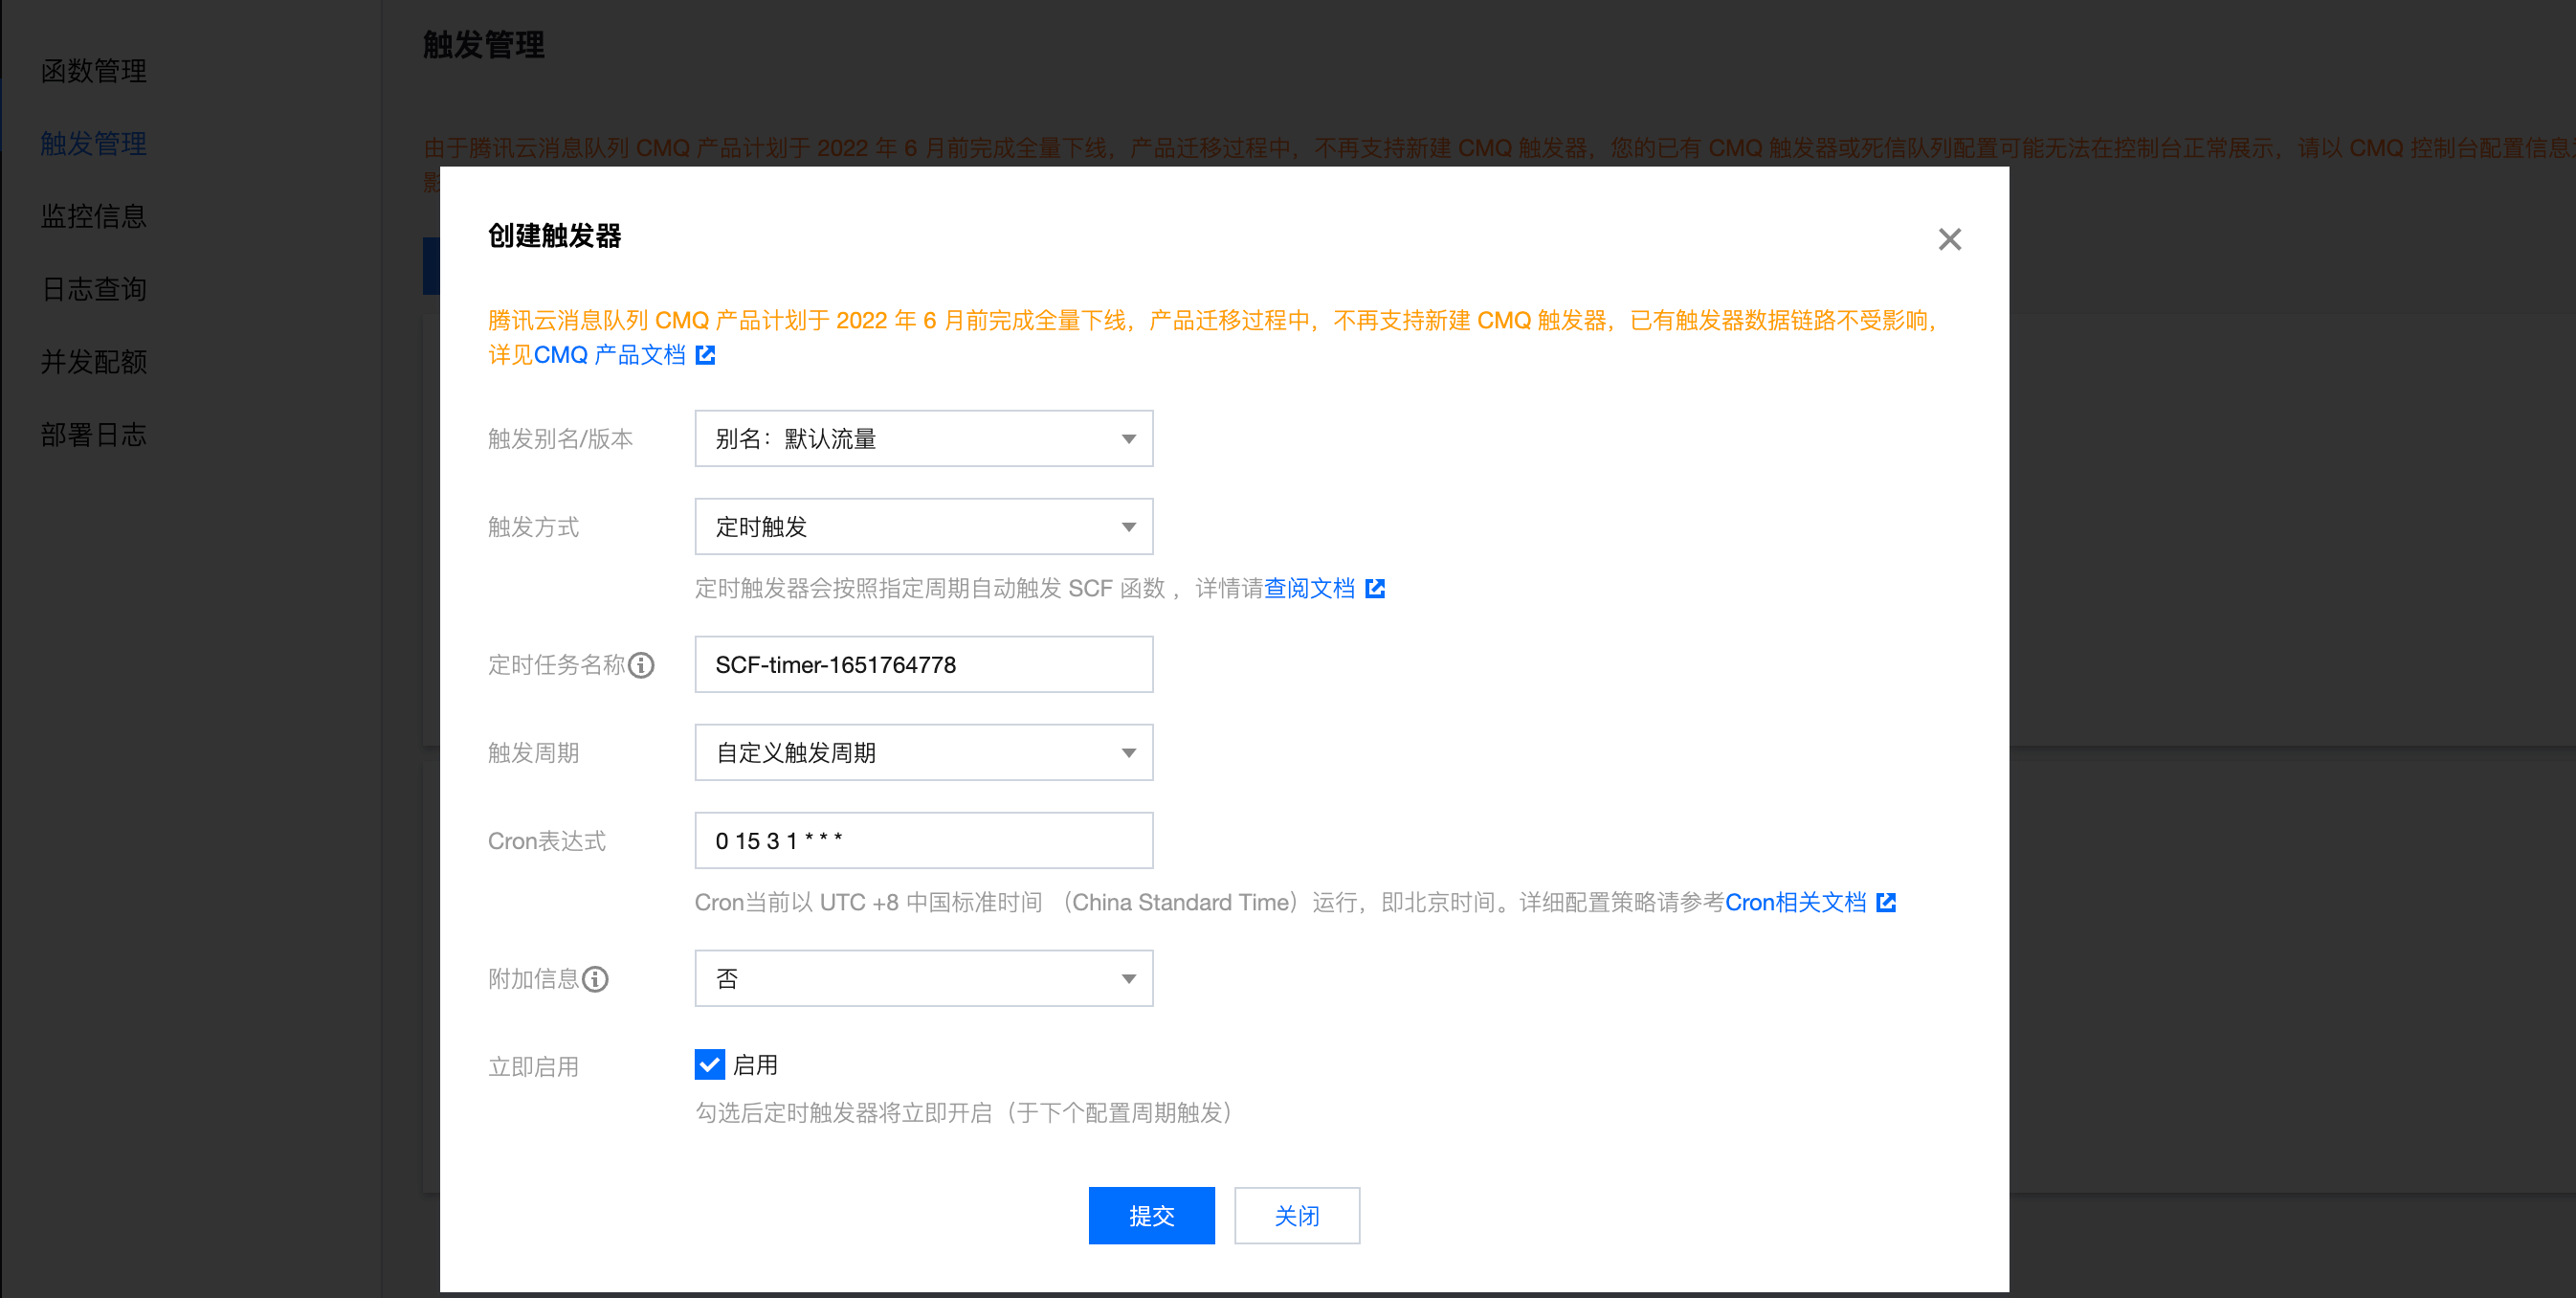 函数管理
触发管理
监控信息
日志查询
并发配额
部署日志
触发管理
由于腾讯云消息队列 CMQ 产品计划于 2022 年 6 月前完成全量下线，产品迁移过程中，不再支持新建 CMQ 触发器，您的已有 CMQ 触发器或死信队列配置可能无法在控制台正常展示，请以 CMQ 控制台配置信息
影
创建触发器
腾讯云消息队列 CMQ 产品计划于 2022 年 6 月前完成全量下线，产品迁移过程中，不再支持新建 CMQ 触发器，已有触发器数据链路不受影响，
详见CMQ 产品文档
触发别名/版本 别名：默认流量
触发方式 定时触发
定时触发器会按照指定周期自动触发 SCF 函数 ，详情请查阅文档
定时任务名称 SCF-timer-1651764778
触发周期 自定义触发周期
Cron表达式 0 15 3 1 * * *
Cron当前以 UTC +8 中国标准时间 （China Standard Time）运行，即北京时间。详细配置策略请参考Cron相关文档
附加信息 否
立即启用 启用
勾选后定时触发器将立即开启（于下个配置周期触发）
提交 关闭